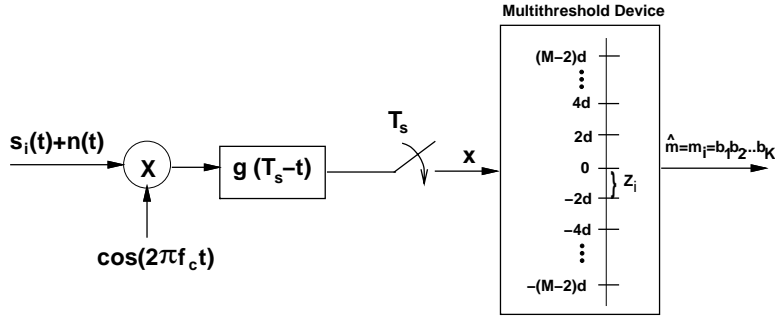 Multithreshold Device
(M−2)d
4d
2d
0
Z_i
−2d
−4d
−(M−2)d
s_i(t)+n(t)
X
g (T_s−t)
T_s
x
m̂=m_i=b_1b_2...b_K
cos(2πf_ct)